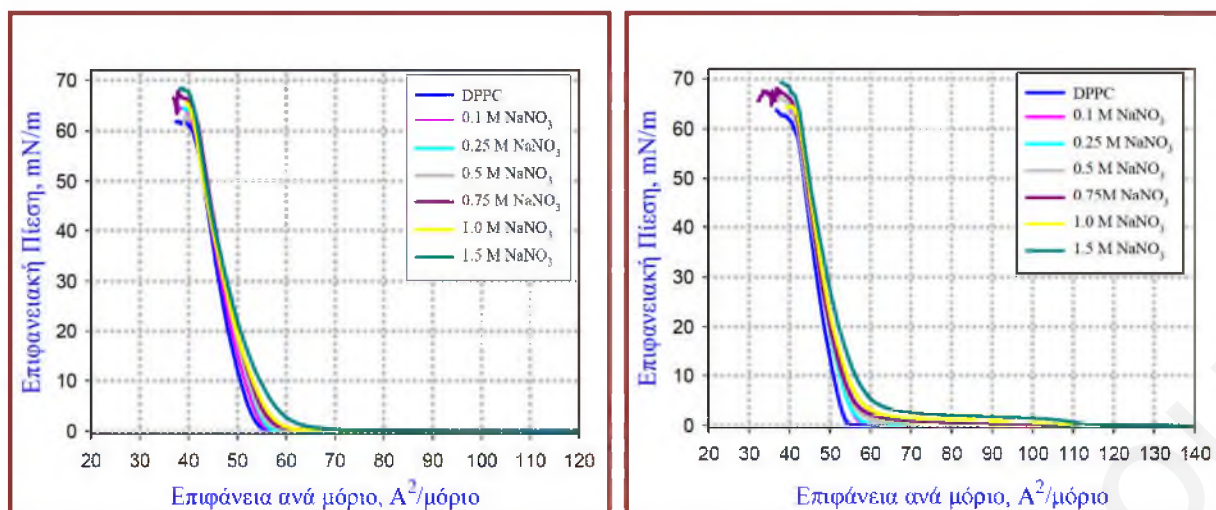 70
60
50
40
30
20
10
0
Επιφανειακή Πίεση, mN/m
DPPC
0.1 M NaNO3
0.25 M NaNO3
0.5 M NaNO3
0.75 M NaNO3
1.0 M NaNO3
1.5 M NaNO3
20 30 40 50 60 70 80 90 100 110 120
Επιφάνεια ανά μόριο, A²/μόριο
70
60
50
40
30
20
10
0
Επιφανειακή Πίεση, mN/m
DPPC
0.1 M NaNO3
0.25 M NaNO3
0.5 M NaNO3
0.75M NaNO3
1.0 M NaNO3
1.5 M NaNO3
20 30 40 50 60 70 80 90 100 110 120 130 140
Επιφάνεια ανά μόριο, A²/μόριο